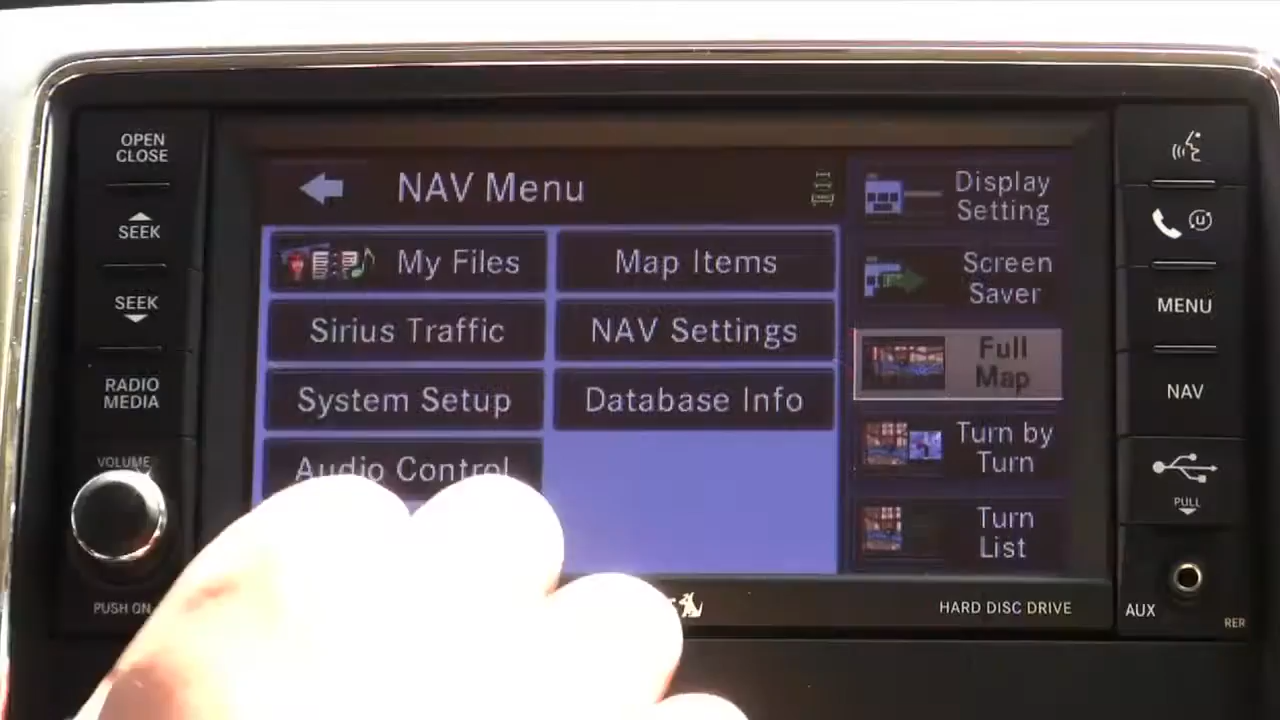 OPEN
CLOSE
SEEK
SEEK
RADIO
MEDIA
VOLUME
PUSH ON
NAV Menu
My Files
Map Items
Sirius Traffic
NAV Settings
System Setup
Database Info
Audio Control
Display
Setting
Screen
Saver
Full
Map
Turn by
Turn
Turn
List
HARD DISC DRIVE
MENU
NAV
PULL
AUX
RER